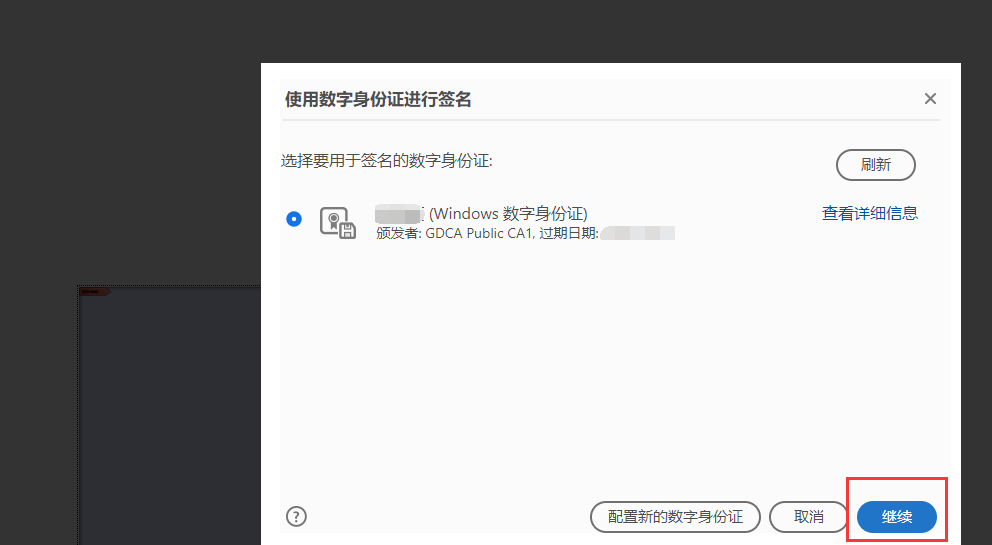 使用数字身份证进行签名
选择要用于签名的数字身份证:
刷新
(Windows 数字身份证)
查看详细信息
颁发者: GDCA Public CA1, 过期日期:
配置新的数字身份证
取消
继续